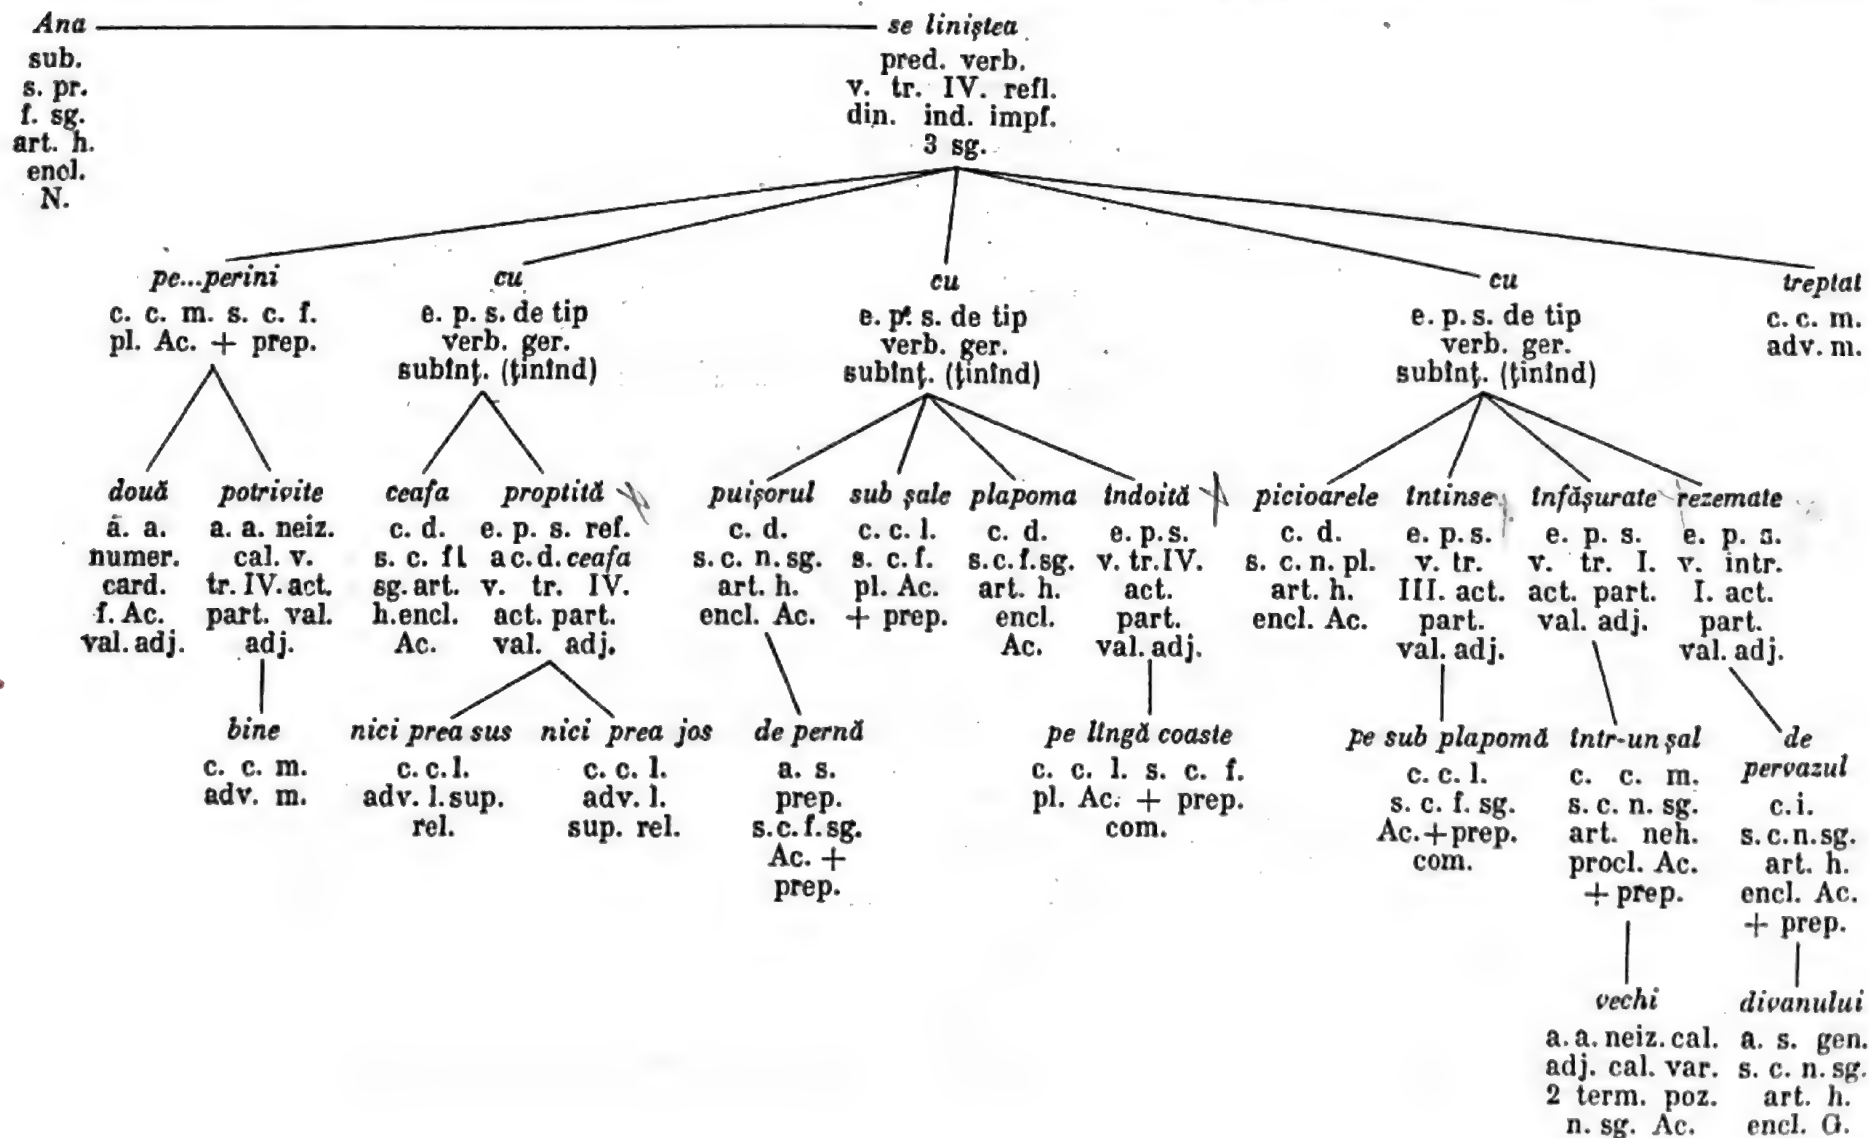 Ana
sub.
s. pr.
f. sg.
art. h.
encl.
N.
se liniştea
pred. verb.
v. tr. IV. refl.
din. ind. impf.
3 sg.
pe...perini
c. c. m. s. c. f.
pl. Ac. + prep.
cu
e. p. s. de tip
verb. ger.
subînţ. (ţinînd)
cu
e. p. s. de tip
verb. ger.
subînţ. (ţinînd)
cu
e. p. s. de tip
verb. ger.
subînţ. (ţinînd)
treptat
c. c. m.
adv. m.
două
a. a.
numer.
card.
f. Ac.
val. adj.
potrivite
a. a. neiz.
cal. v.
tr. IV. act.
part. val.
adj.
ceafa
c. d.
s. c. fl
sg. art.
h. encl.
Ac.
proptită
e. p. s. ref.
a c. d. ceafa
v. tr. IV.
act. part.
val. adj.
puişorul
c. d.
s. c. n. sg.
art. h.
encl. Ac.
sub şale
c. c. l.
s. c. f.
pl. Ac.
+ prep.
plapoma
c. d.
s. c. f. sg.
art. h.
encl.
Ac.
îndoită
e. p. s.
v. tr. IV.
act.
part.
val. adj.
picioarele
c. d.
s. c. n. pl.
art. h.
encl. Ac.
întinse
e. p. s.
v. tr.
III. act.
part.
val. adj.
înfăşurate
e. p. s.
v. tr. I.
act. part.
val. adj.
rezemate
e. p. s.
v. intr.
I. act.
part.
val. adj.
bine
c. c. m.
adv. m.
nici prea sus
c. c. l.
adv. l. sup.
rel.
nici prea jos
c. c. l.
adv. l.
sup. rel.
de pernă
a. s.
prep.
s. c. f. sg.
Ac. +
prep.
pe lîngă coaste
c. c. l. s. c. f.
pl. Ac. + prep.
com.
pe sub plapomă
c. c. l.
s. c. f. sg.
Ac. + prep.
com.
într-un şal
c. c. m.
s. c. n. sg.
art. neh.
procl. Ac.
+ prep.
de
pervazul
c. i.
s. c. n. sg.
art. h.
encl. Ac.
+ prep.
vechi
a. a. neiz. cal.
adj. cal. var.
2 term. poz.
n. sg. Ac.
divanului
a. s. gen.
s. c. n. sg.
art. h.
encl. G.